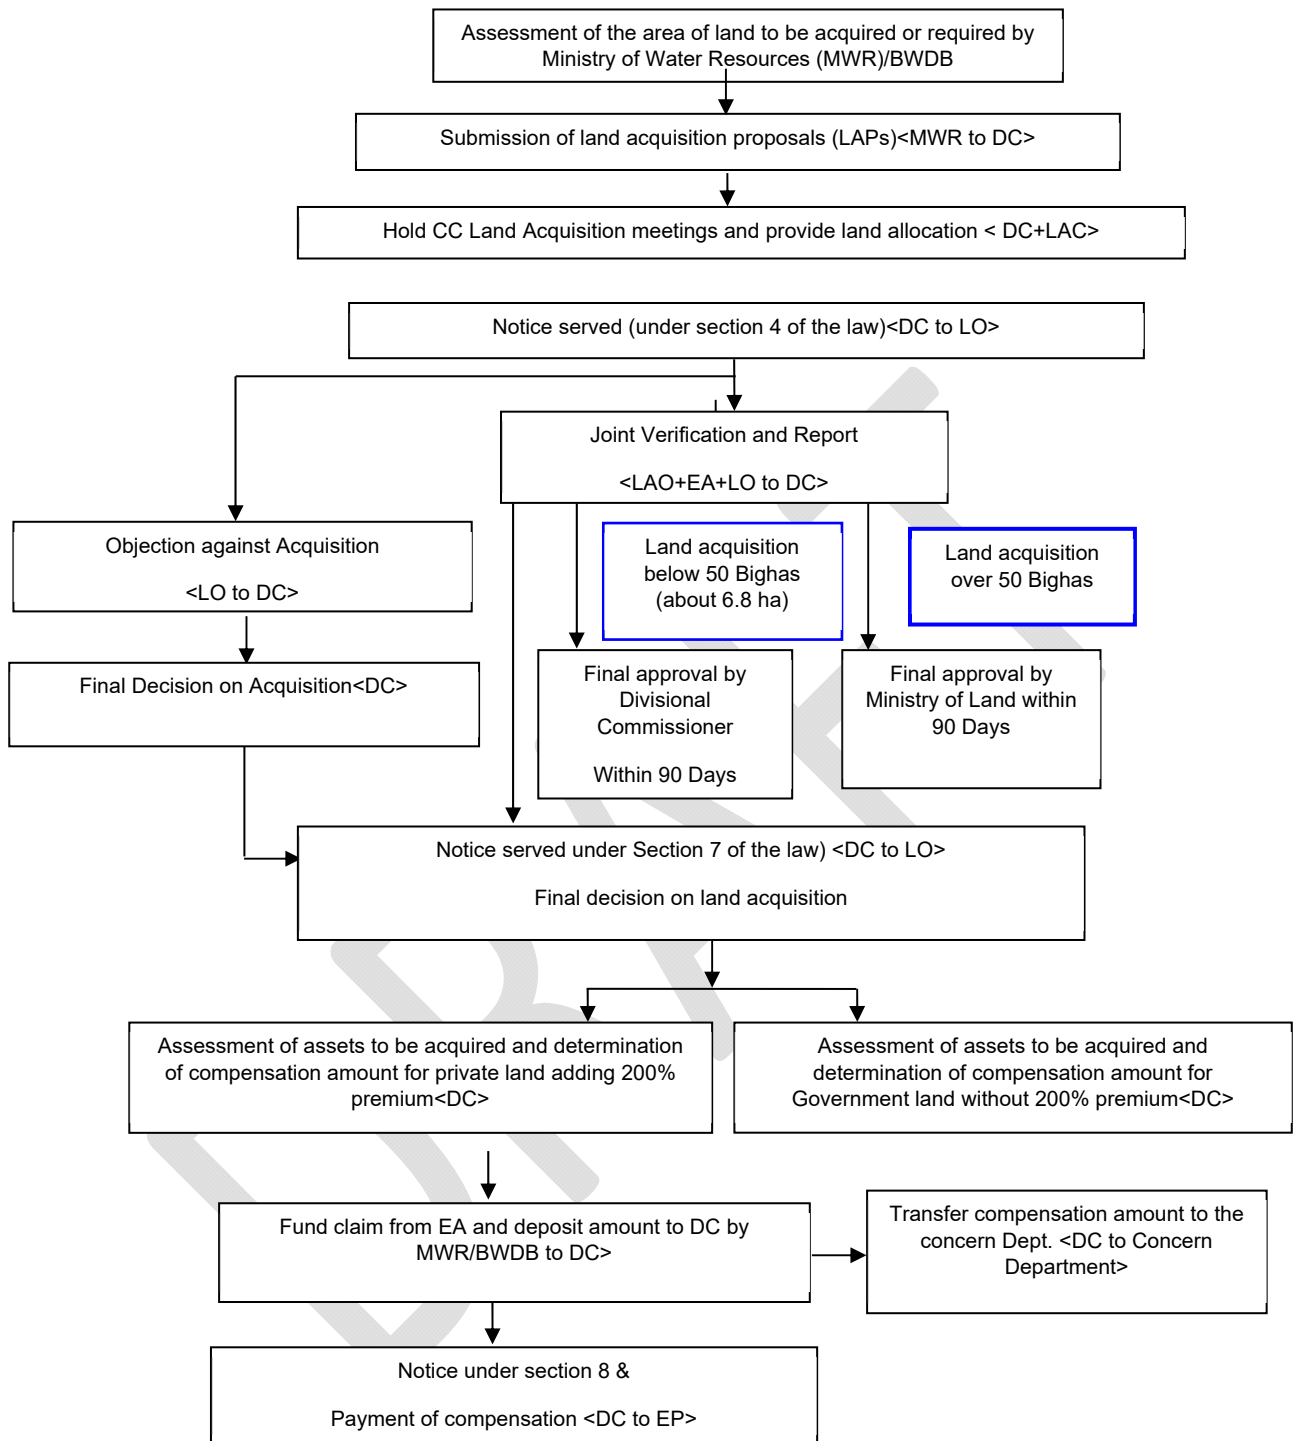 Assessment of the area of land to be acquired or required by
Ministry of Water Resources (MWR)/BWDB
Submission of land acquisition proposals (LAPs)<MWR to DC>
Hold CC Land Acquisition meetings and provide land allocation < DC+LAC>
Notice served (under section 4 of the law)<DC to LO>
Joint Verification and Report
<LAO+EA+LO to DC>
Objection against Acquisition
<LO to DC>
Land acquisition
below 50 Bighas
(about 6.8 ha)
Land acquisition
over 50 Bighas
Final Decision on Acquisition<DC>
Final approval by
Divisional
Commissioner
Within 90 Days
Final approval by
Ministry of Land within
90 Days
Notice served under Section 7 of the law) <DC to LO>
Final decision on land acquisition
Assessment of assets to be acquired and determination
of compensation amount for private land adding 200%
premium<DC>
Assessment of assets to be acquired and
determination of compensation amount for
Government land without 200% premium<DC>
Fund claim from EA and deposit amount to DC by
MWR/BWDB to DC>
Transfer compensation amount to the
concern Dept. <DC to Concern
Department>
Notice under section 8 &
Payment of compensation <DC to EP>
DRAFT